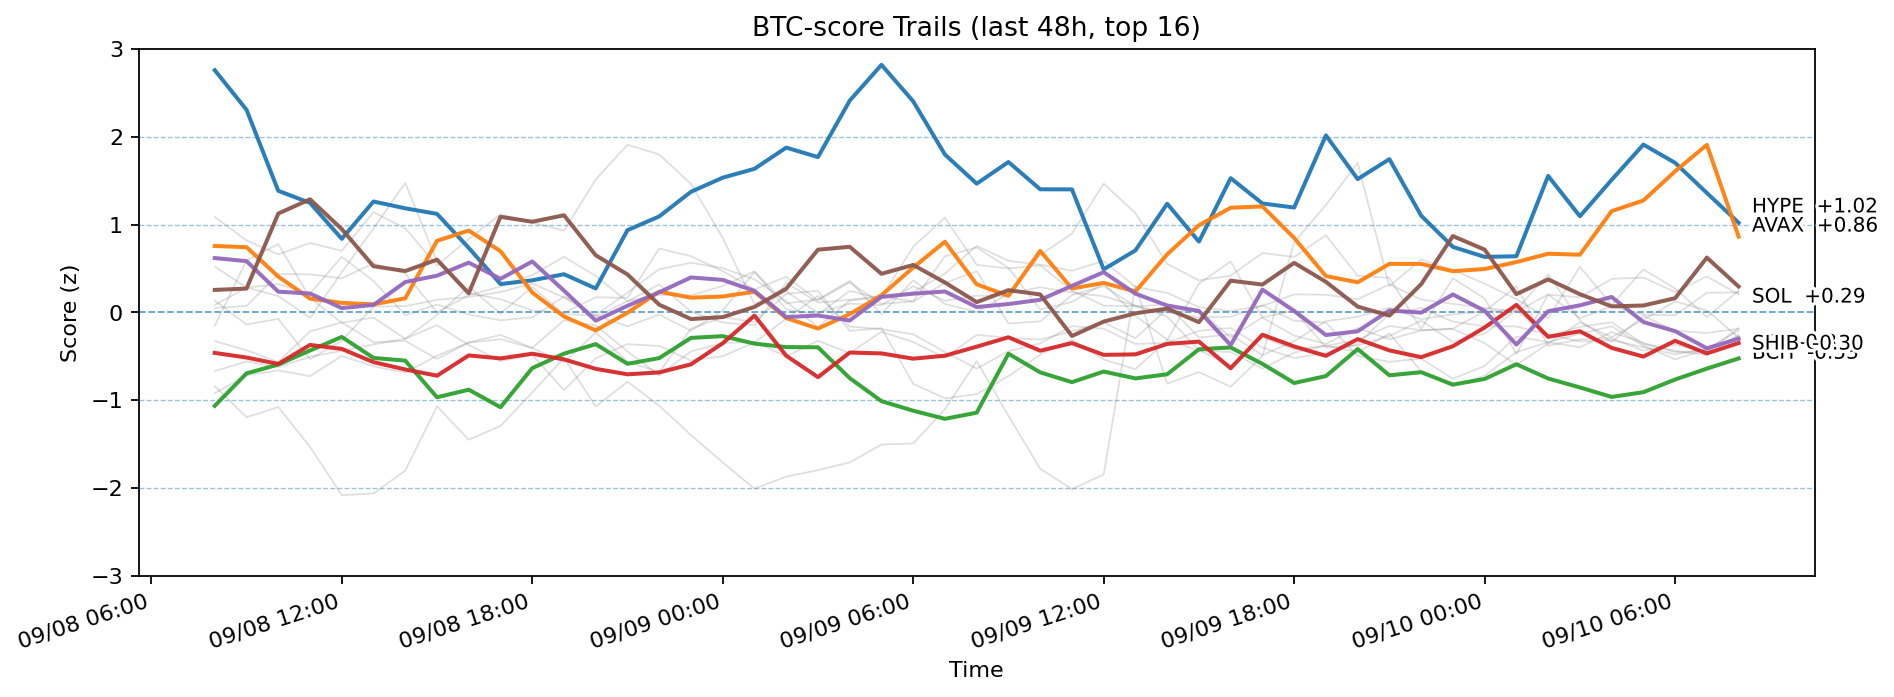 BTC-score Trails (last 48h, top 16)
Score (z)
3
2
1
0
−1
−2
−3
HYPE +1.02
AVAX +0.86
SOL +0.29
SHIB
BCH
09/08 06:00
09/08 12:00
09/08 18:00
09/09 00:00
09/09 06:00
09/09 12:00
09/09 18:00
09/10 00:00
09/10 06:00
Time